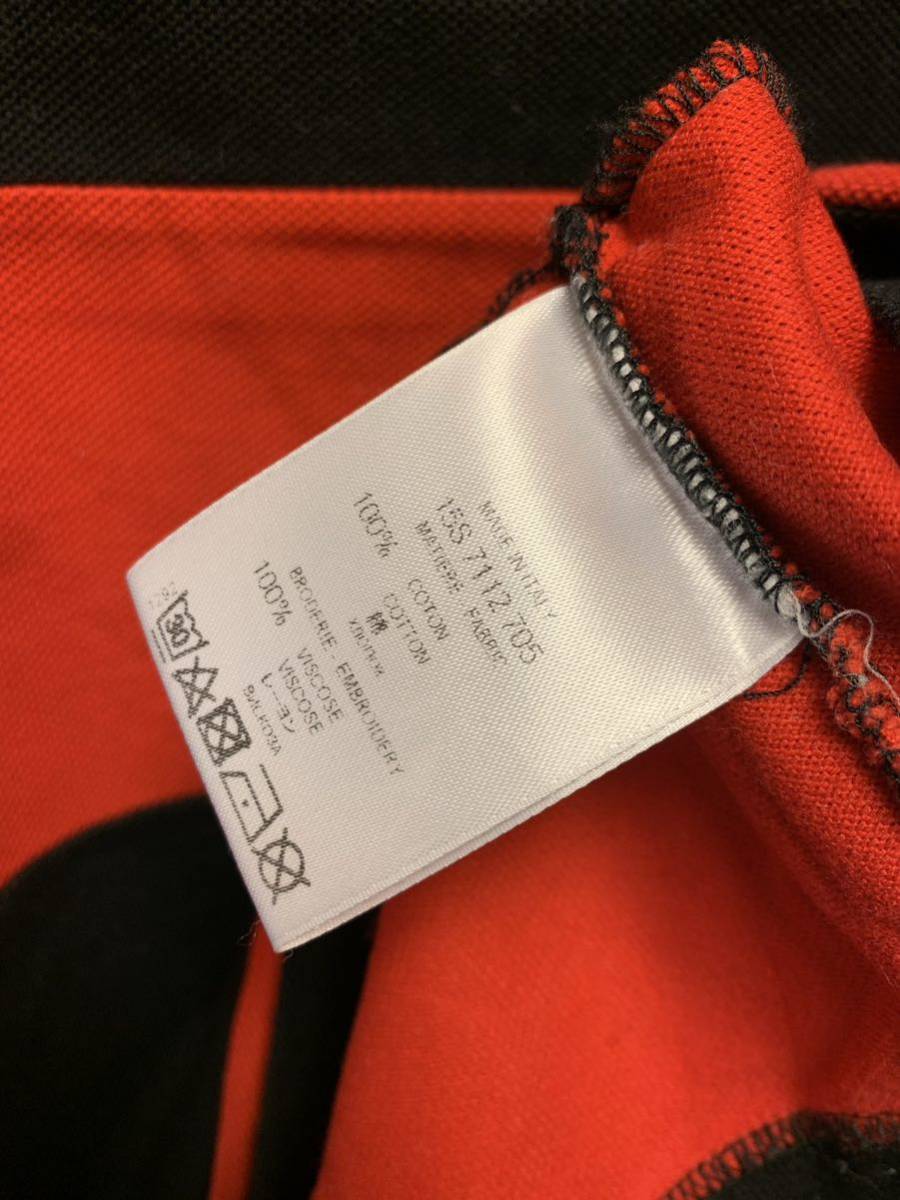 MADE IN ITALY
15S 7112 705
MATIERE FABRIC
100% COTON
COTTON
綿
ХЛОПОК
BRODERIE - EMBROIDERY
100% VISCOSE
VISCOSE
レーヨン
ВИСКОЗА
30